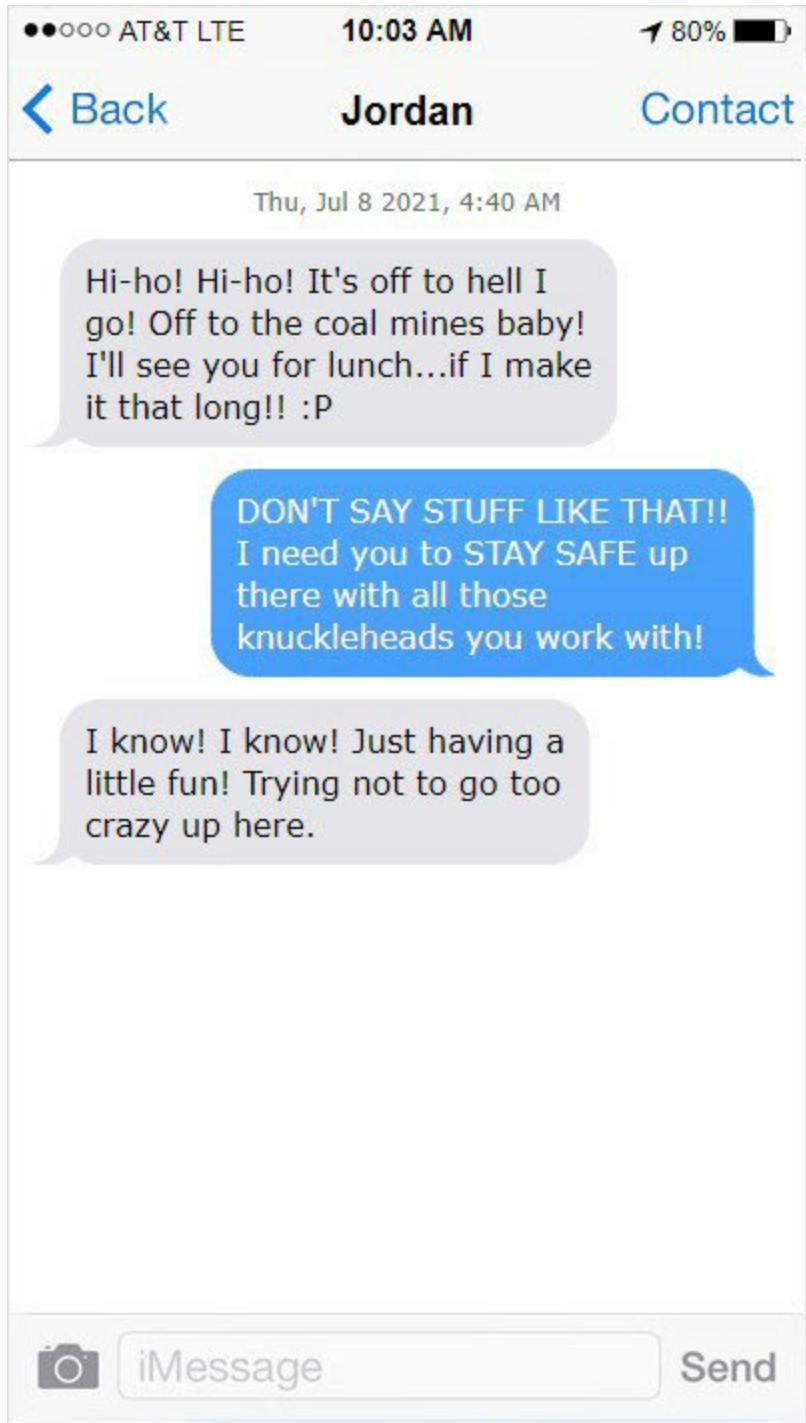 ●●○○○ AT&T LTE 10:03 AM 80%
Back Jordan Contact
Thu, Jul 8 2021, 4:40 AM
Hi-ho! Hi-ho! It's off to hell I
go! Off to the coal mines baby!
I'll see you for lunch...if I make
it that long!! :P
DON'T SAY STUFF LIKE THAT!!
I need you to STAY SAFE up
there with all those
knuckleheads you work with!
I know! I know! Just having a
little fun! Trying not to go too
crazy up here.
iMessage Send